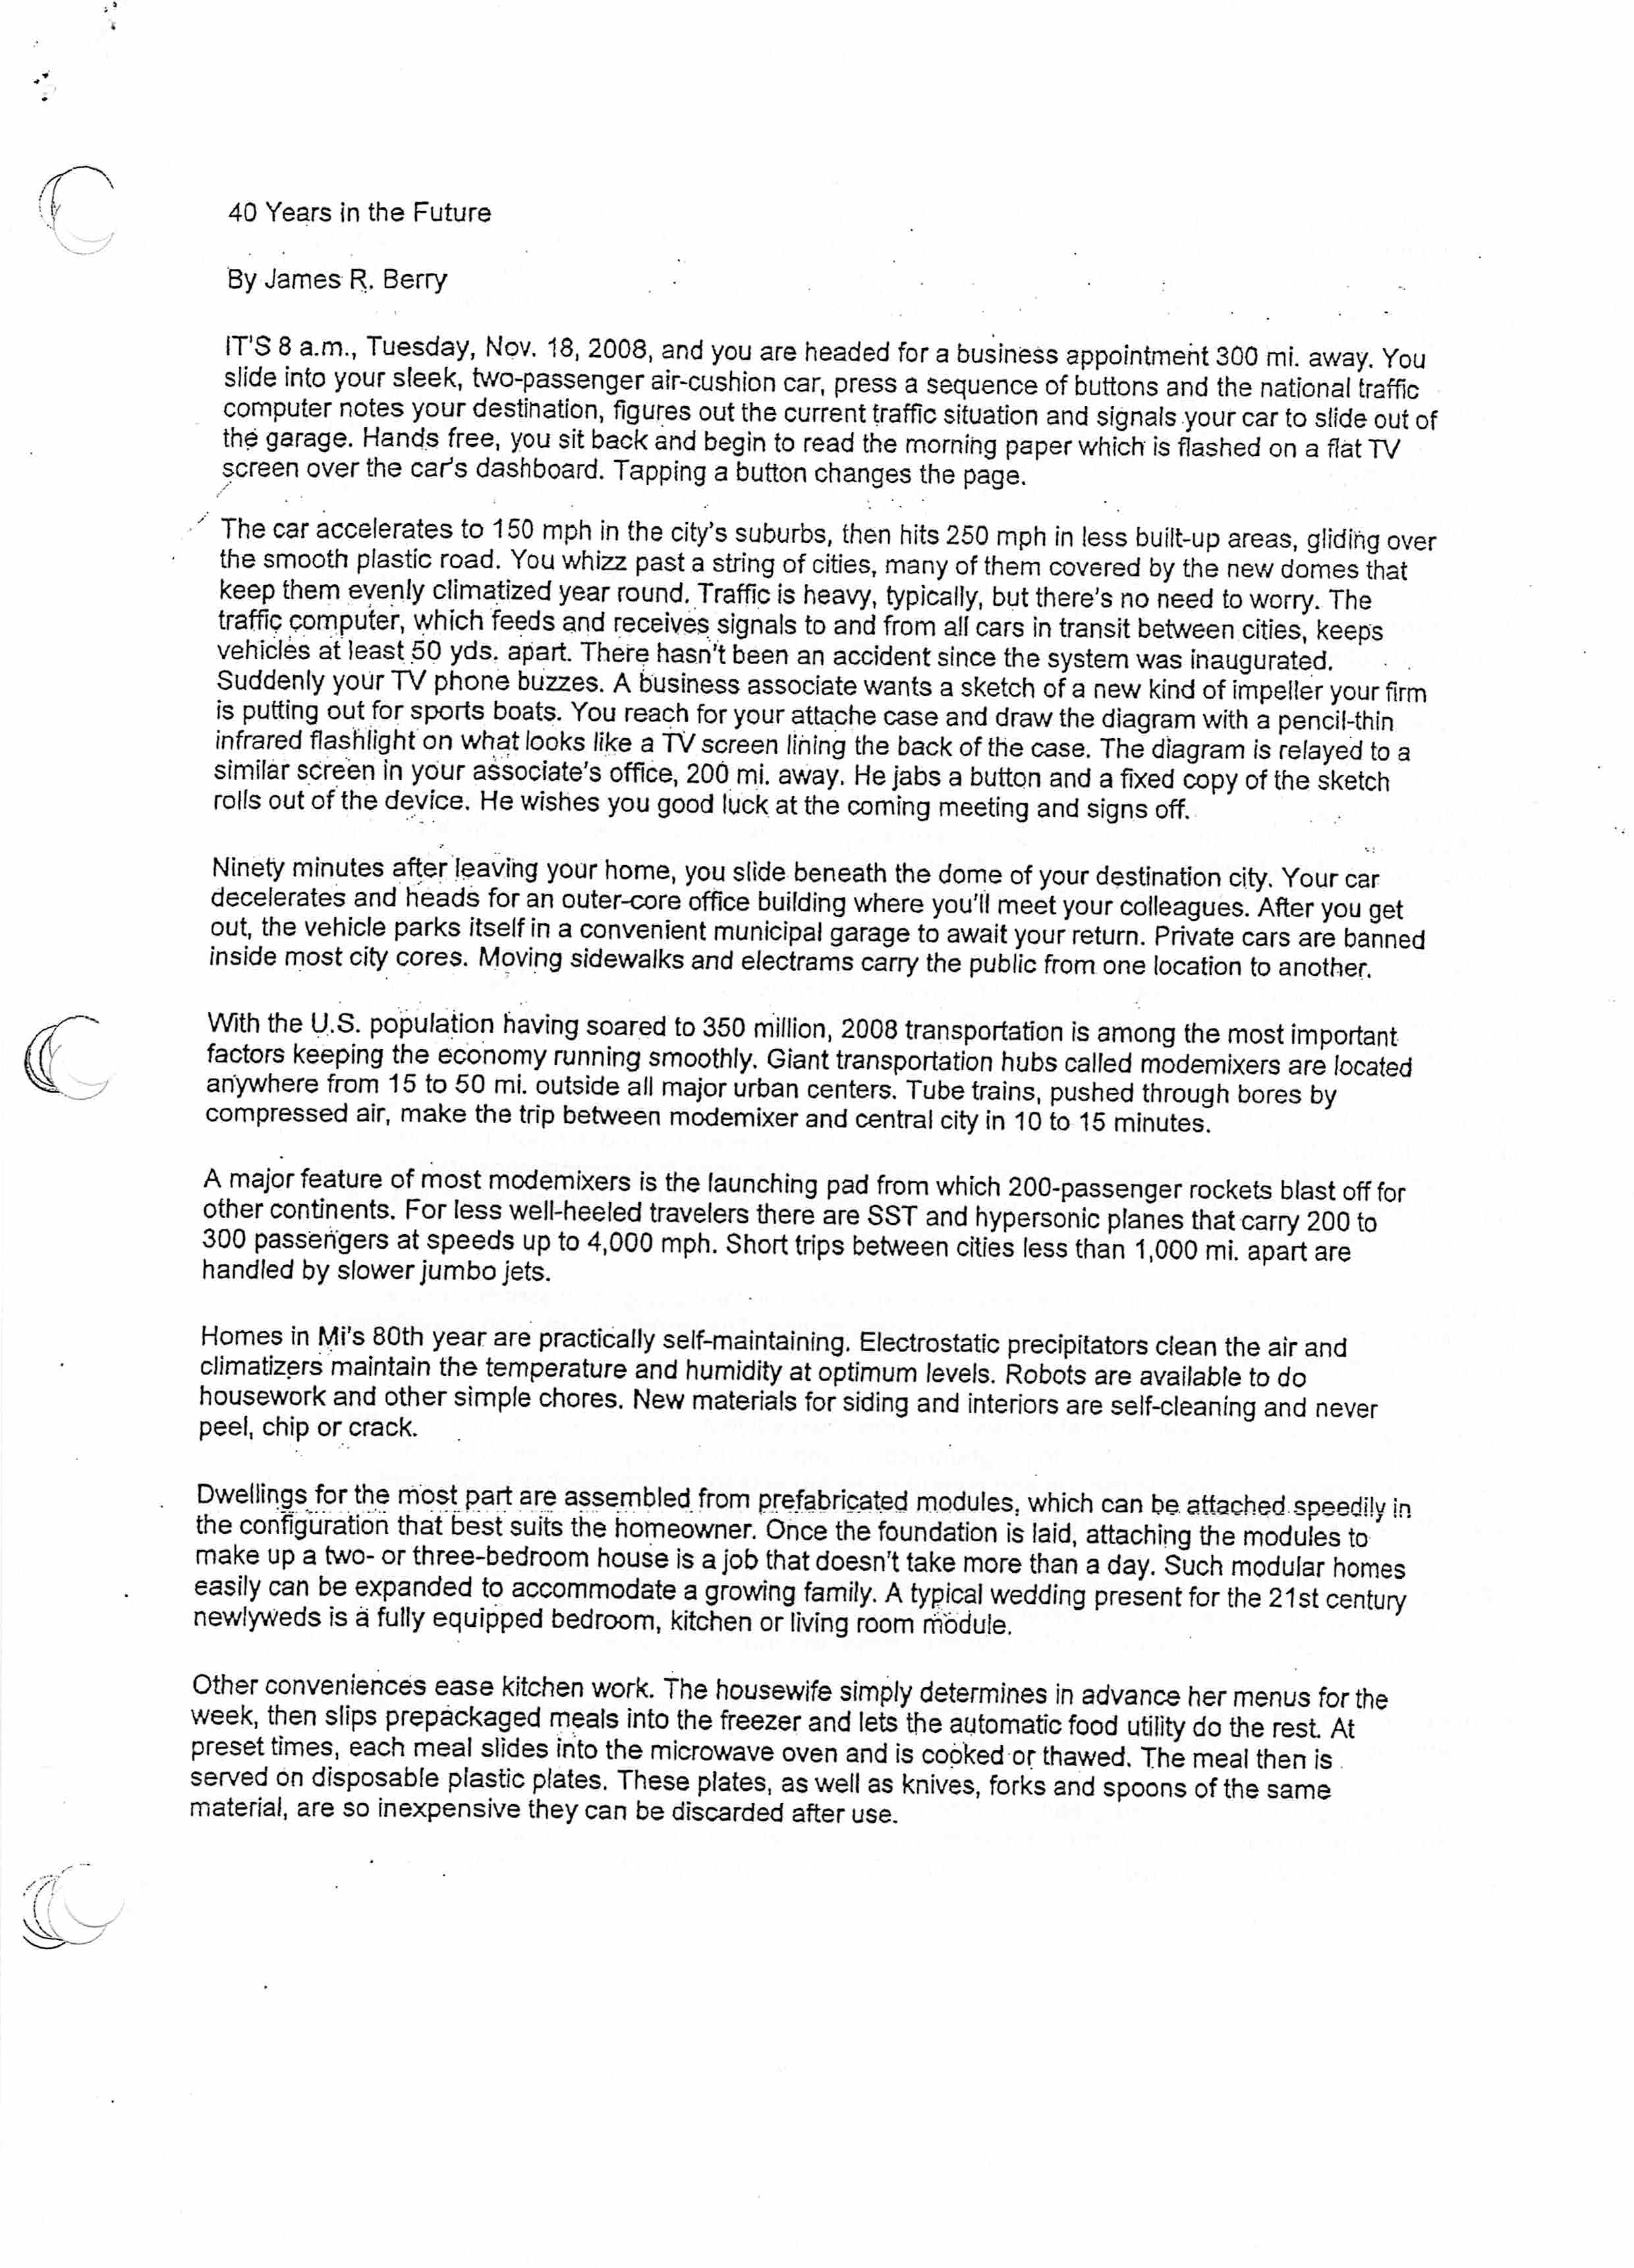 40 Years in the Future
By James R. Berry
IT'S 8 a.m., Tuesday, Nov. 18, 2008, and you are headed for a business appointment 300 mi. away. You
slide into your sleek, two-passenger air-cushion car, press a sequence of buttons and the national traffic
computer notes your destination, figures out the current traffic situation and signals your car to slide out of
the garage. Hands free, you sit back and begin to read the morning paper which is flashed on a flat TV
screen over the car's dashboard. Tapping a button changes the page.
The car accelerates to 150 mph in the city's suburbs, then hits 250 mph in less built-up areas, gliding over
the smooth plastic road. You whizz past a string of cities, many of them covered by the new domes that
keep them evenly climatized year round. Traffic is heavy, typically, but there's no need to worry. The
traffic computer, which feeds and receives signals to and from all cars in transit between cities, keeps
vehicles at least 50 yds. apart. There hasn't been an accident since the system was inaugurated.
Suddenly your TV phone buzzes. A business associate wants a sketch of a new kind of impeller your firm
is putting out for sports boats. You reach for your attache case and draw the diagram with a pencil-thin
infrared flashlight on what looks like a TV screen lining the back of the case. The diagram is relayed to a
similar screen in your associate's office, 200 mi. away. He jabs a button and a fixed copy of the sketch
rolls out of the device. He wishes you good luck at the coming meeting and signs off.
Ninety minutes after leaving your home, you slide beneath the dome of your destination city. Your car
decelerates and heads for an outer-core office building where you'll meet your colleagues. After you get
out, the vehicle parks itself in a convenient municipal garage to await your return. Private cars are banned
inside most city cores. Moving sidewalks and electrams carry the public from one location to another.
With the U.S. population having soared to 350 million, 2008 transportation is among the most important
factors keeping the economy running smoothly. Giant transportation hubs called modemixers are located
anywhere from 15 to 50 mi. outside all major urban centers. Tube trains, pushed through bores by
compressed air, make the trip between modemixer and central city in 10 to 15 minutes.
A major feature of most modemixers is the launching pad from which 200-passenger rockets blast off for
other continents. For less well-heeled travelers there are SST and hypersonic planes that carry 200 to
300 passengers at speeds up to 4,000 mph. Short trips between cities less than 1,000 mi. apart are
handled by slower jumbo jets.
Homes in Mi's 80th year are practically self-maintaining. Electrostatic precipitators clean the air and
climatizers maintain the temperature and humidity at optimum levels. Robots are available to do
housework and other simple chores. New materials for siding and interiors are self-cleaning and never
peel, chip or crack.
Dwellings for the most part are assembled from prefabricated modules, which can be attached speedily in
the configuration that best suits the homeowner. Once the foundation is laid, attaching the modules to
make up a two- or three-bedroom house is a job that doesn't take more than a day. Such modular homes
easily can be expanded to accommodate a growing family. A typical wedding present for the 21st century
newlyweds is a fully equipped bedroom, kitchen or living room module.
Other conveniences ease kitchen work. The housewife simply determines in advance her menus for the
week, then slips prepackaged meals into the freezer and lets the automatic food utility do the rest. At
preset times, each meal slides into the microwave oven and is cooked or thawed. The meal then is
served on disposable plastic plates. These plates, as well as knives, forks and spoons of the same
material, are so inexpensive they can be discarded after use.